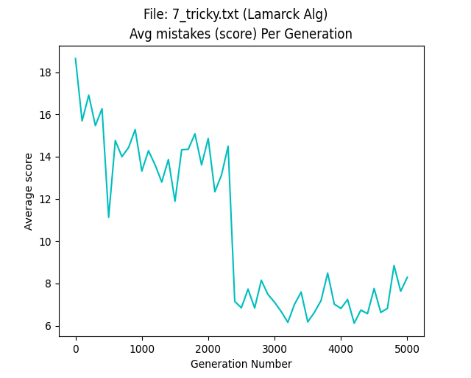 File: 7_tricky.txt (Lamarck Alg)
Avg mistakes (score) Per Generation
18
16
14
12
10
8
6
Average score
0 1000 2000 3000 4000 5000
Generation Number